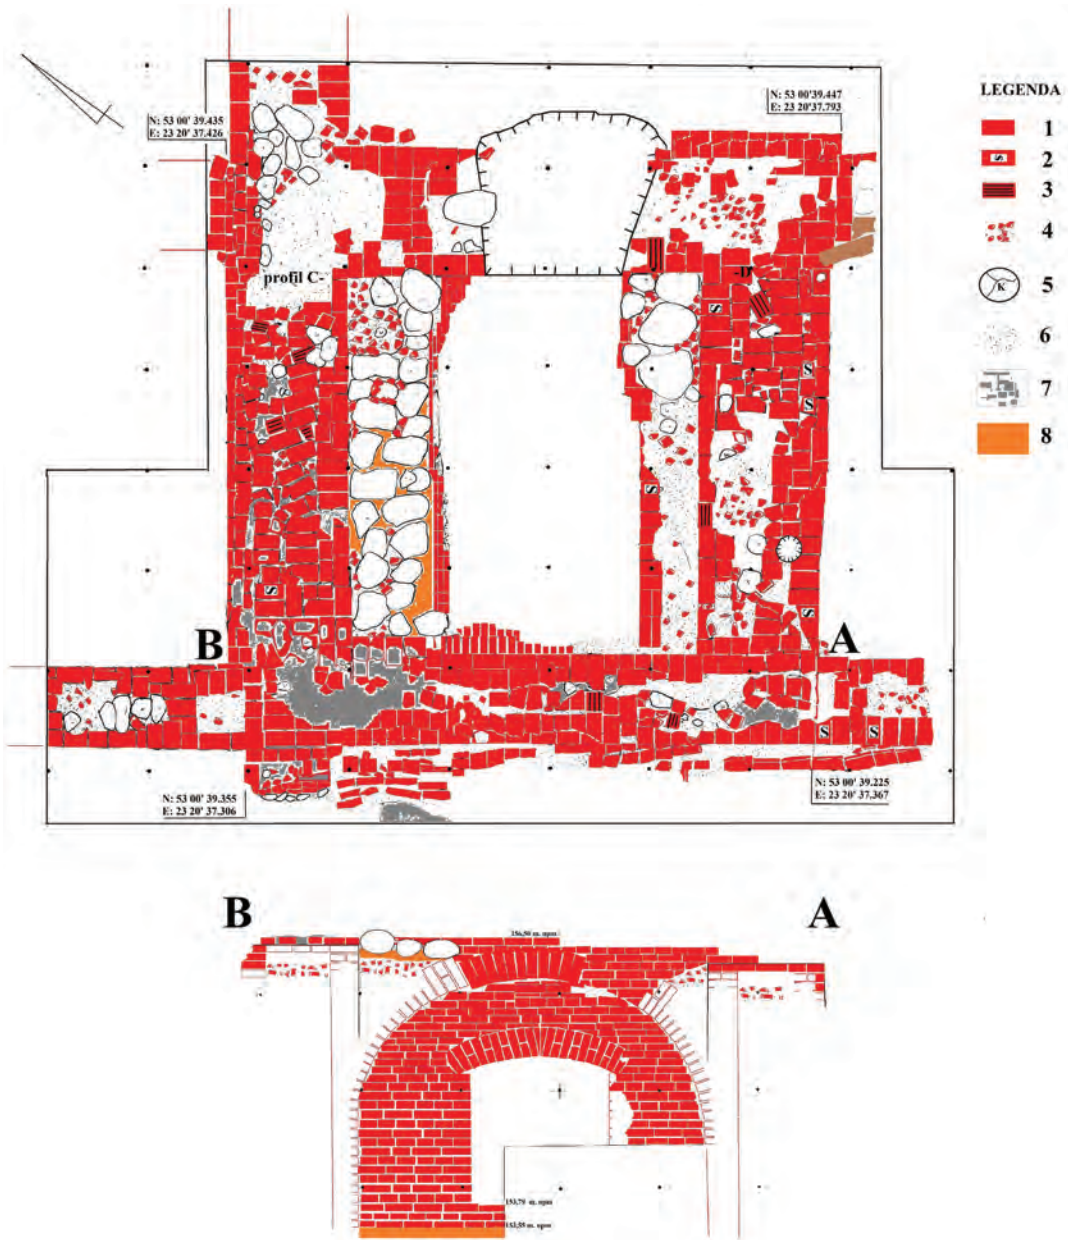 N: 53 00' 39.435
E: 23 20' 37.426
N: 53 00' 39.447
E: 23 20' 37.793
LEGENDA
1
S 2
3
4
K 5
6
7
8
profil C-
-D
S
S
S
S
S
S
B
A
S
S
N: 53 00' 39.355
E: 23 20' 37.306
N: 53 00' 39.225
E: 23 20' 37.367
B
A
156,50 m. npm
153,79 m. npm
153,55 m. npm